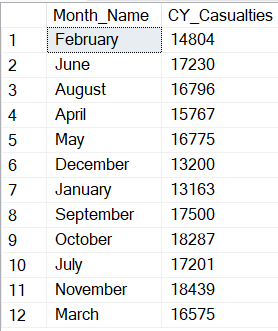 Month_Name CY_Casualties
1 February 14804
2 June 17230
3 August 16796
4 April 15767
5 May 16775
6 December 13200
7 January 13163
8 September 17500
9 October 18287
10 July 17201
11 November 18439
12 March 16575